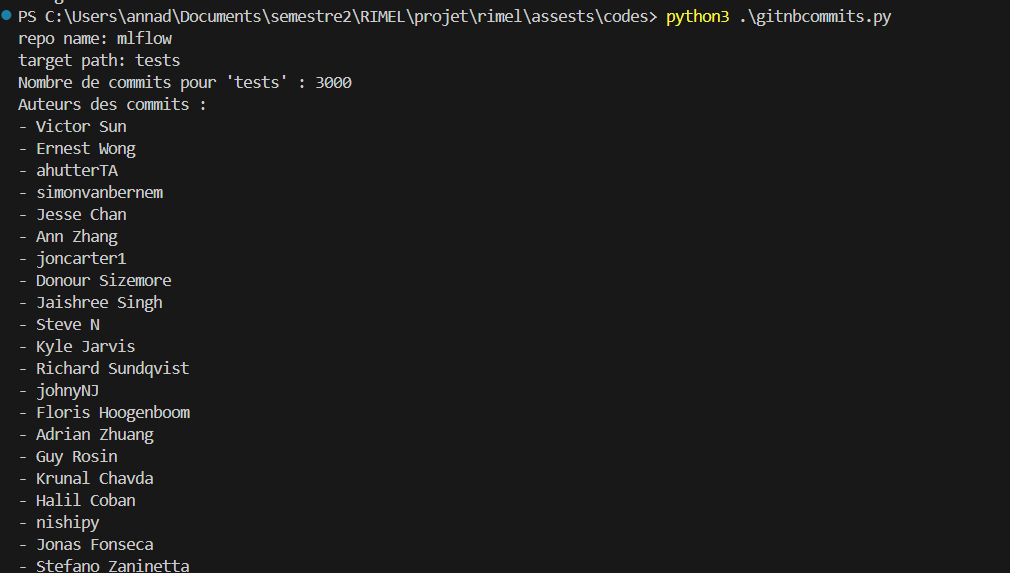 PS C:\Users\annad\Documents\semestre2\RIMEL\projet\rimel\assests\codes> python3 .\gitnbcommits.py
repo name: mlflow
target path: tests
Nombre de commits pour 'tests' : 3000
Auteurs des commits :
- Victor Sun
- Ernest Wong
- ahutterTA
- simonvanbernem
- Jesse Chan
- Ann Zhang
- joncarter1
- Donour Sizemore
- Jaishree Singh
- Steve N
- Kyle Jarvis
- Richard Sundqvist
- johnyNJ
- Floris Hoogenboom
- Adrian Zhuang
- Guy Rosin
- Krunal Chavda
- Halil Coban
- nishipy
- Jonas Fonseca
- Stefano Zaninetta